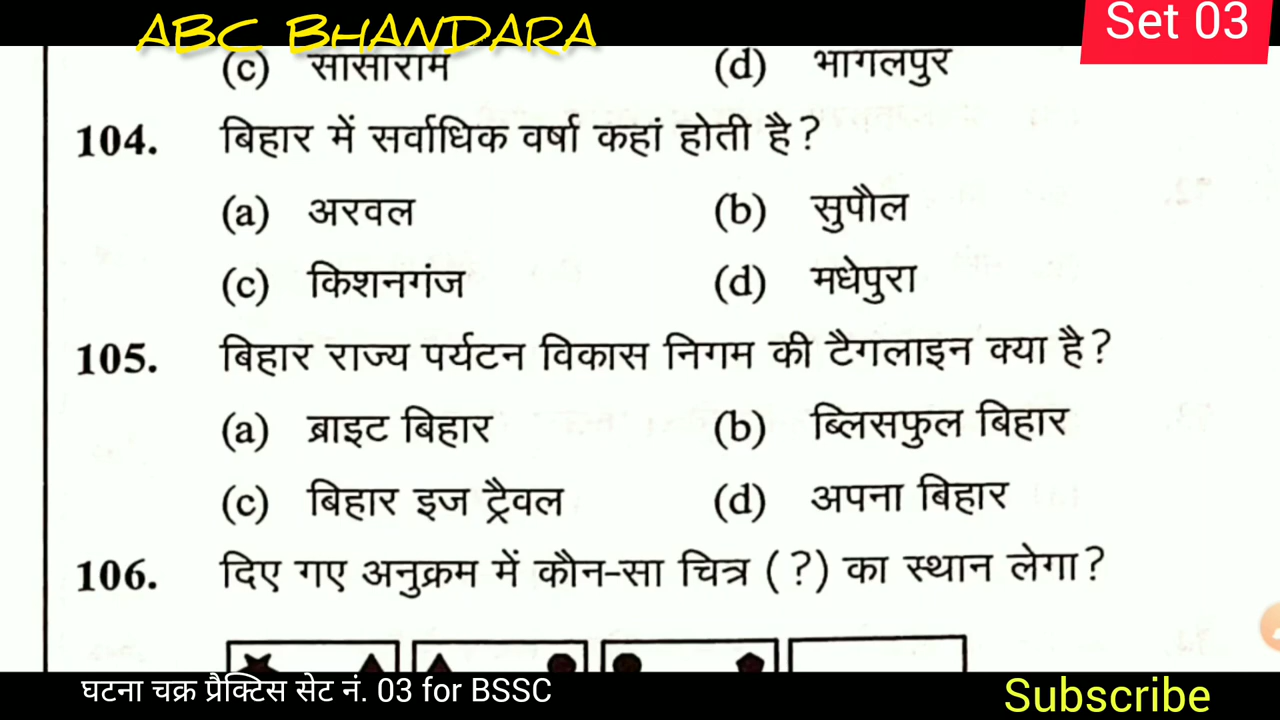 ABC BHANDARA
Set 03
(c) सासाराम (d) भागलपुर
104. बिहार में सर्वाधिक वर्षा कहां होती है?
(a) अरवल (b) सुपौल
(c) किशनगंज (d) मधेपुरा
105. बिहार राज्य पर्यटन विकास निगम की टैगलाइन क्या है?
(a) ब्राइट बिहार (b) ब्लिसफुल बिहार
(c) बिहार इज ट्रैवल (d) अपना बिहार
106. दिए गए अनुक्रम में कौन-सा चित्र (?) का स्थान लेगा?
घटना चक्र प्रैक्टिस सेट नं. 03 for BSSC
Subscribe